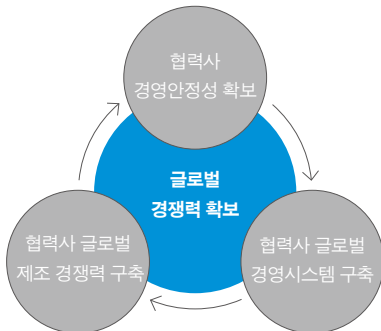 협력사
경영안정성 확보
글로벌
경쟁력 확보
협력사 글로벌
제조 경쟁력 구축
협력사 글로벌
경영시스템 구축